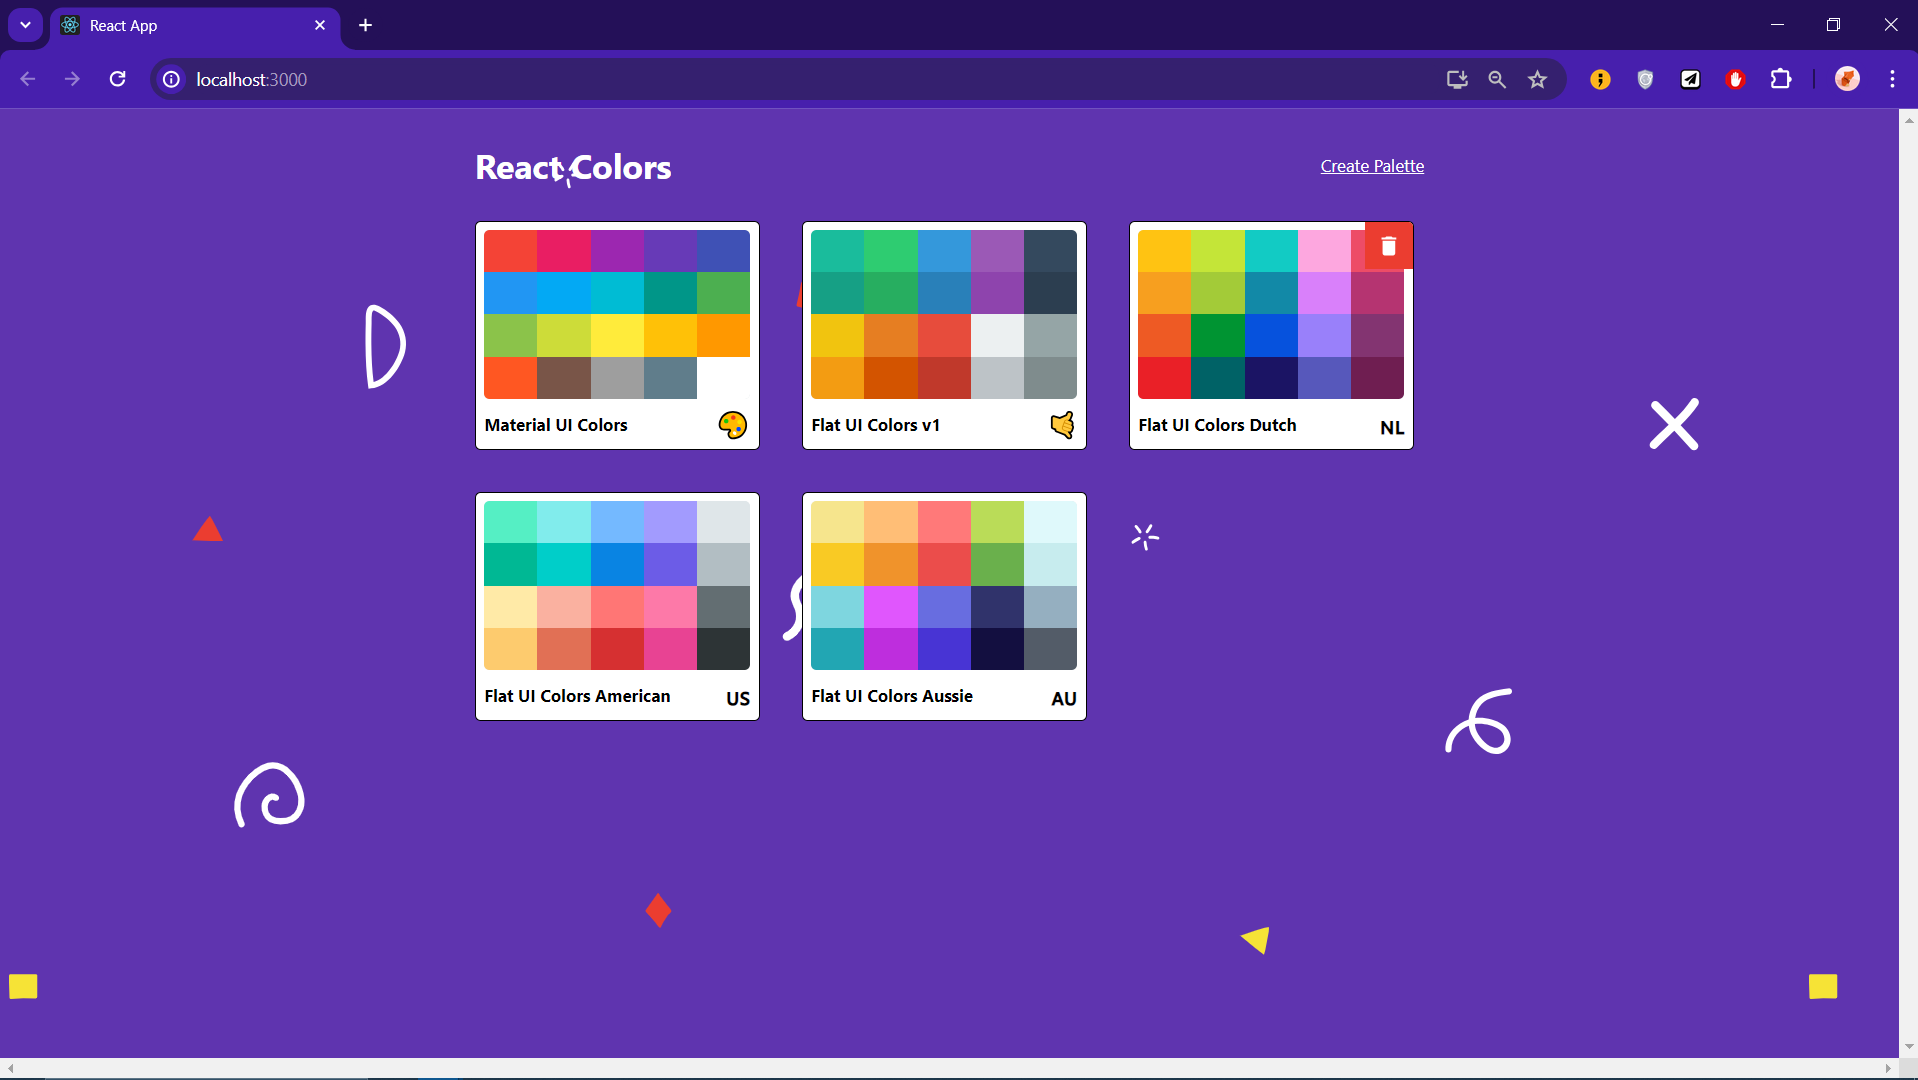 React App
localhost:3000
React Colors
Create Palette
Material UI Colors
Flat UI Colors v1
Flat UI Colors Dutch
NL
Flat UI Colors American
US
Flat UI Colors Aussie
AU